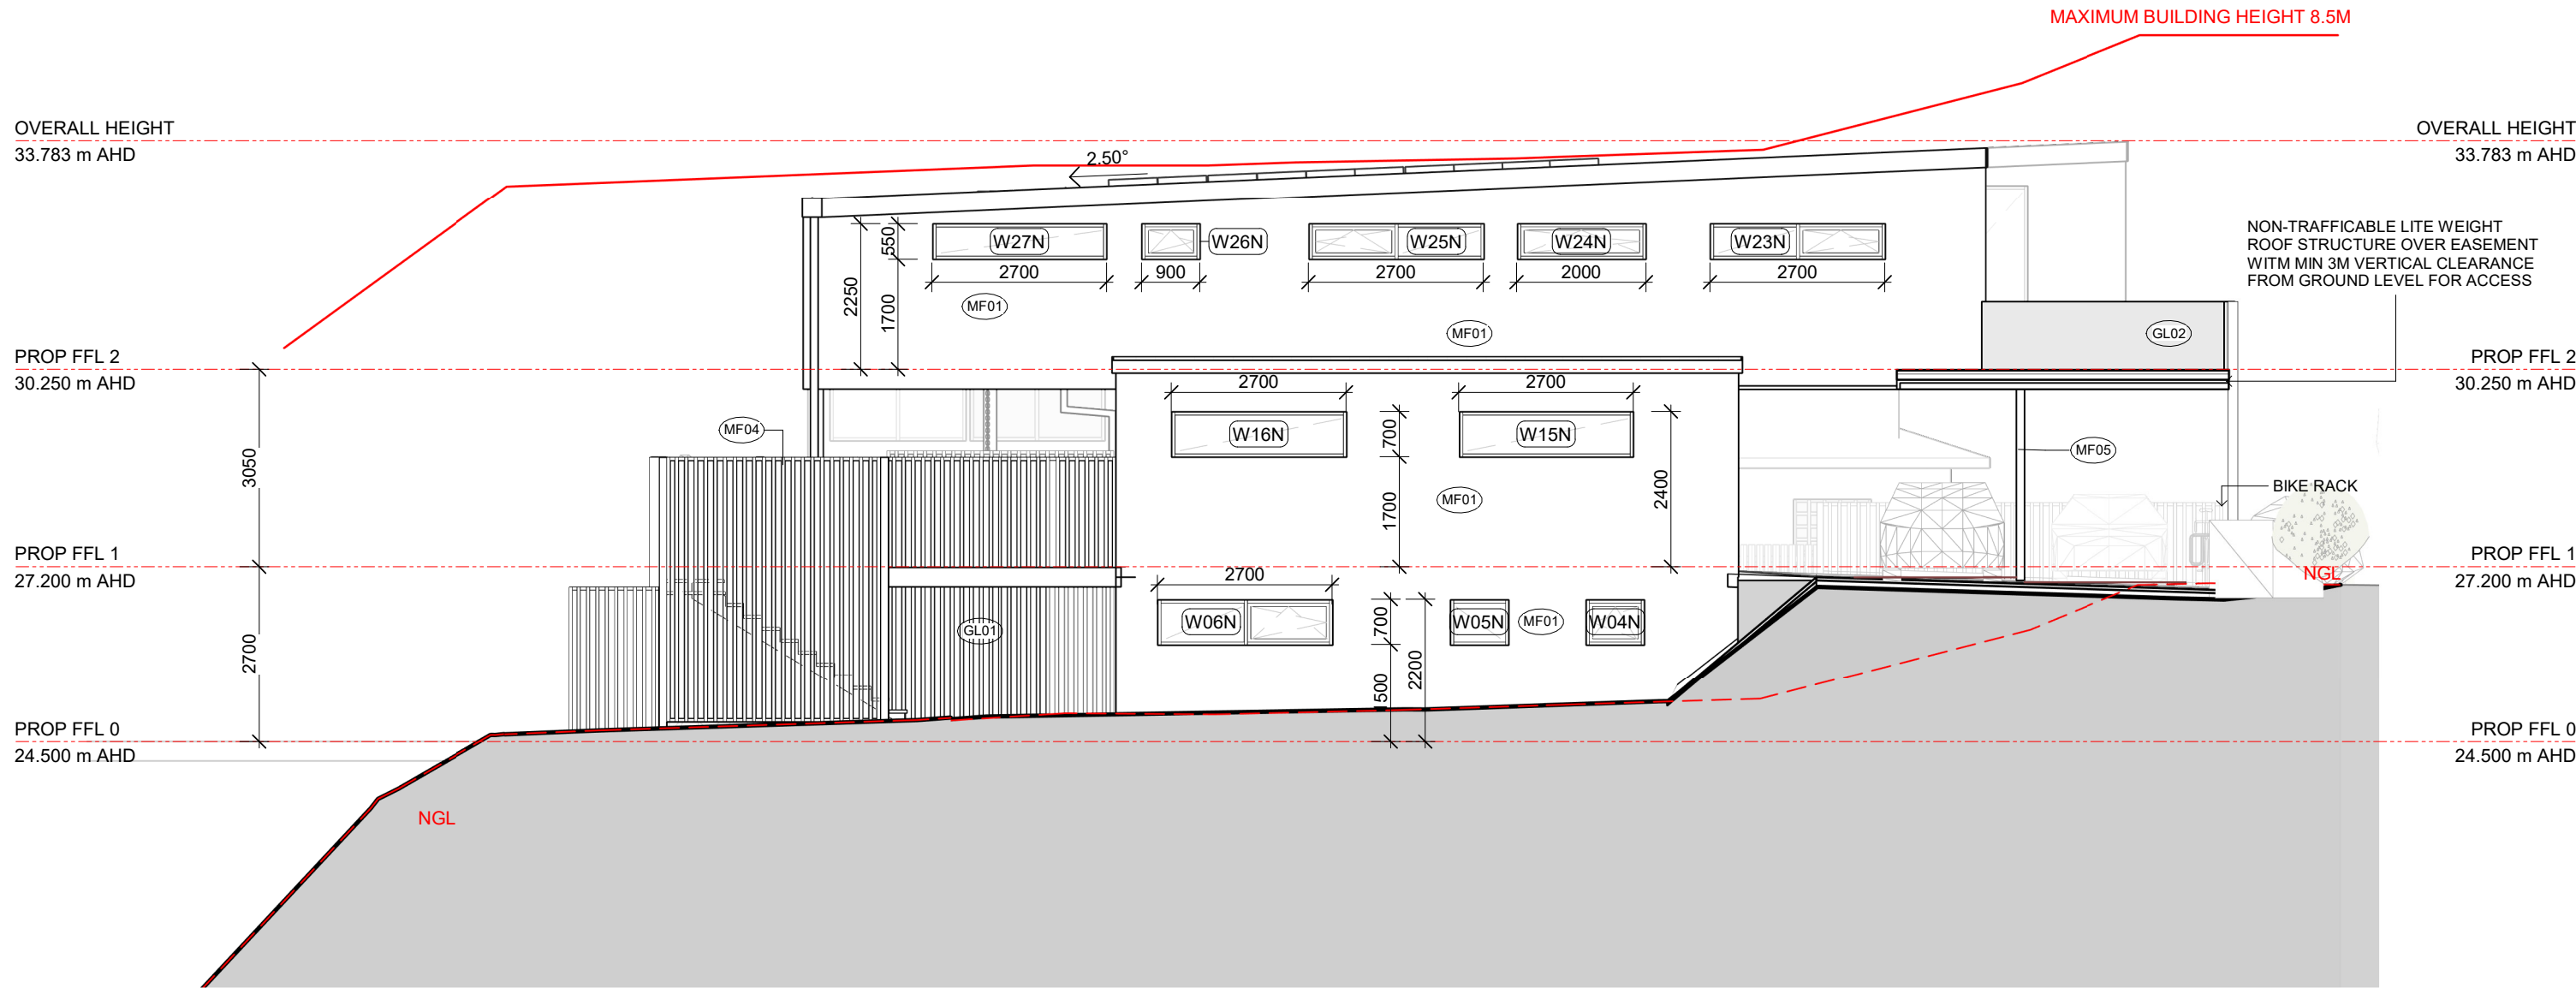 MAXIMUM BUILDING HEIGHT 8.5M
OVERALL HEIGHT
33.783 m AHD
OVERALL HEIGHT
33.783 m AHD
2.50°
NON-TRAFFICABLE LITE WEIGHT
ROOF STRUCTURE OVER EASEMENT
WITM MIN 3M VERTICAL CLEARANCE
FROM GROUND LEVEL FOR ACCESS
550
W27N
W26N
W25N
W24N
W23N
2700
900
2700
2000
2700
2250
1700
MF01
MF01
GL02
PROP FFL 2
30.250 m AHD
PROP FFL 2
30.250 m AHD
2700
2700
MF04
W16N
700
W15N
MF05
3050
1700
MF01
2400
BIKE RACK
PROP FFL 1
27.200 m AHD
PROP FFL 1
27.200 m AHD
NGL
2700
GL01
W06N
700
W05N
MF01
W04N
2700
1500
2200
PROP FFL 0
24.500 m AHD
PROP FFL 0
24.500 m AHD
NGL